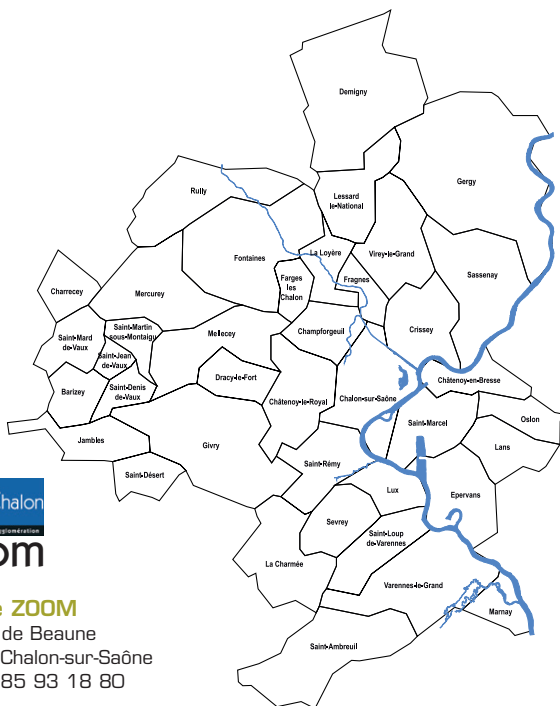 Demigny
Rully
Lessard
le-National
Gergy
Fontaines
La Loyère
Virey-le-Grand
Sassenay
Charrecey
Mercurey
Farges
les
Chalon
Fragnes
Saint-Mard
de-Vaux
Saint-Martin
sous-Montaigu
Mellecey
Champforgeuil
Crissey
Saint-Jean
de-Vaux
Barizey
Saint-Denis
de-Vaux
Dracy-le-Fort
Châtenoy-le-Royal
Chalon-sur-Saône
Châtenoy-en-Bresse
Jambles
Givry
Saint-Marcel
Oslon
Lans
Saint-Désert
Saint-Rémy
Lux
Epervans
Sevrey
Saint-Loup
de-Varennes
La Charmée
Varennes-le-Grand
Marnay
Saint-Ambreuil
Chalon
gglomération
om
e ZOOM
de Beaune
Chalon-sur-Saône
85 93 18 80